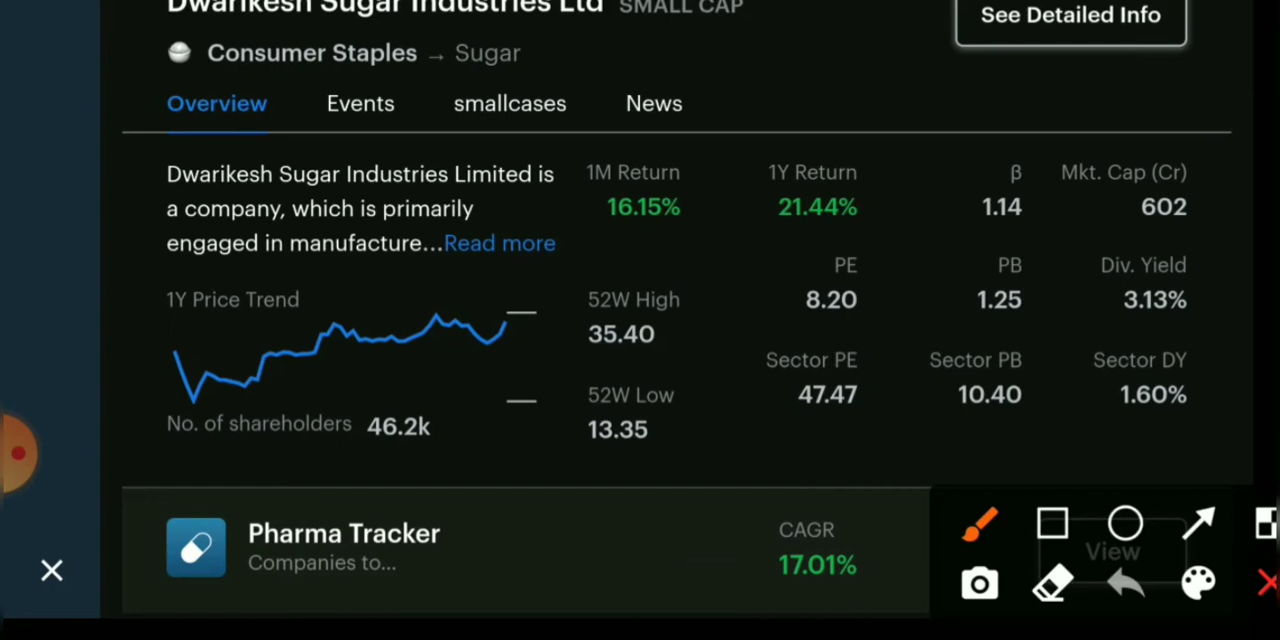 Dwarikesh Sugar Industries Ltd SMALL CAP
See Detailed Info
Consumer Staples → Sugar
Overview Events smallcases News
Dwarikesh Sugar Industries Limited is
a company, which is primarily
engaged in manufacture...Read more
1M Return 1Y Return β Mkt. Cap (Cr)
16.15% 21.44% 1.14 602
PE PB Div. Yield
8.20 1.25 3.13%
1Y Price Trend
52W High
35.40
Sector PE Sector PB Sector DY
47.47 10.40 1.60%
52W Low
13.35
No. of shareholders 46.2k
Pharma Tracker
Companies to...
CAGR
17.01%
View